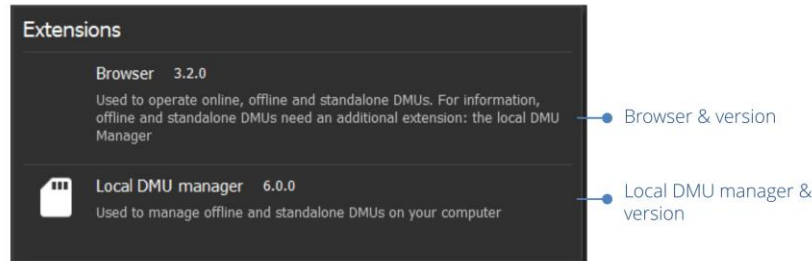 Extensions
Browser 3.2.0
Used to operate online, offline and standalone DMUs. For information,
offline and standalone DMUs need an additional extension: the local DMU
Manager
Browser & version
Local DMU manager 6.0.0
Used to manage offline and standalone DMUs on your computer
Local DMU manager &
version